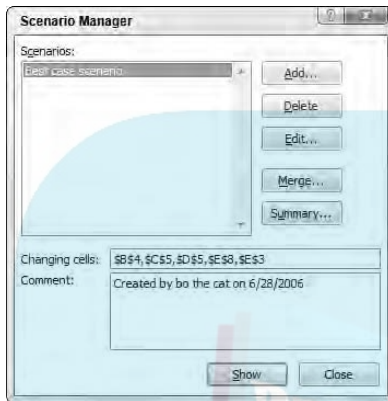 Scenario Manager
Scenarios:
Best case scenerio
Add...
Delete
Edit...
Merge...
Summary...
Changing cells: $B$4,$C$5,$D$5,$E$8,$E$3
Comment: Created by bo the cat on 6/28/2006
Show Close